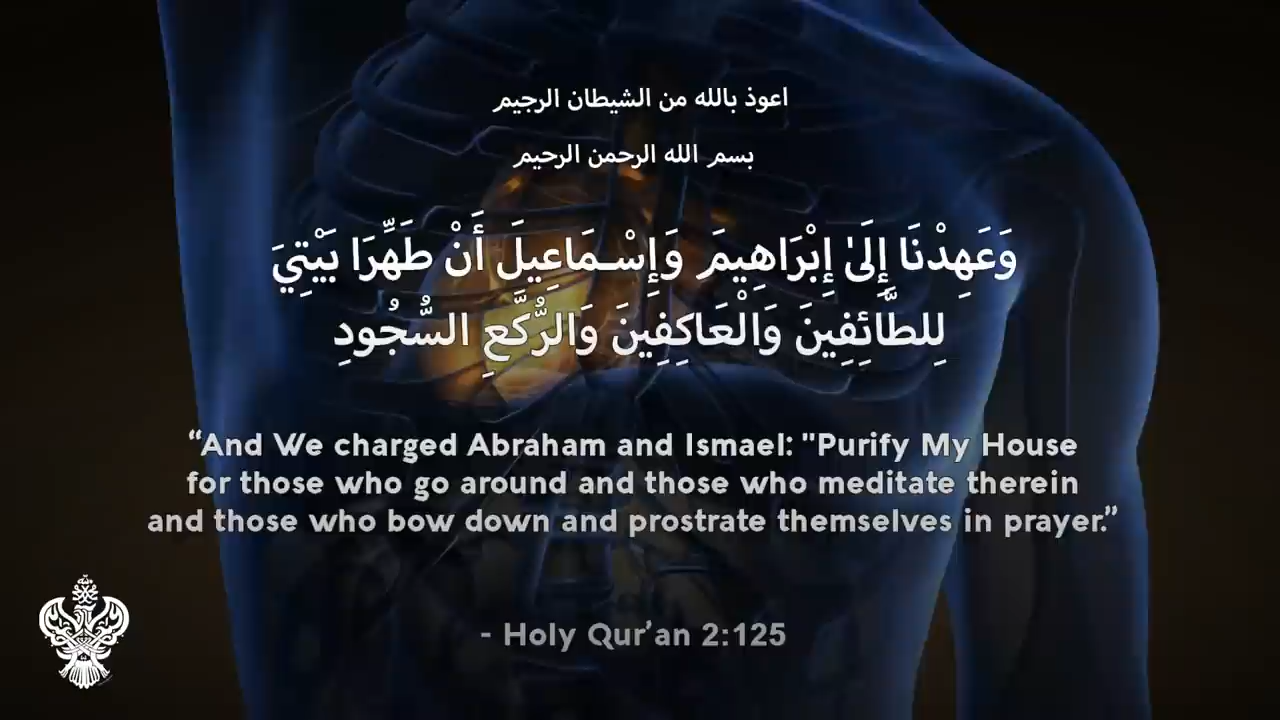 اعوذ بالله من الشيطان الرجيم
بسم الله الرحمن الرحيم
وَعَهِدْنَا إِلَىٰ إِبْرَاهِيمَ وَإِسْـمَاعِيلَ أَنْ طَهِّرَا بَيْتِيَ
لِلطَّائِفِينَ وَالْعَاكِفِينَ وَالرُّكَّعِ السُّجُودِ
“And We charged Abraham and Ismael: "Purify My House
for those who go around and those who meditate therein
and those who bow down and prostrate themselves in prayer.”
- Holy Qur’an 2:125